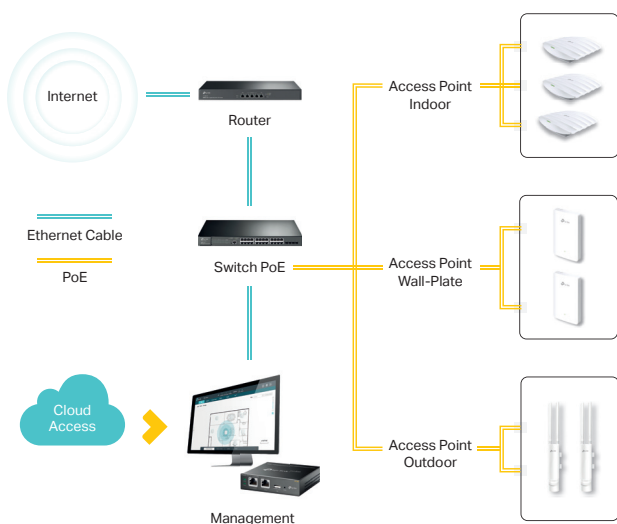 Internet
Router
Access Point
Indoor
Ethernet Cable
PoE
Switch PoE
Access Point
Wall-Plate
Cloud
Access
Management
Access Point
Outdoor